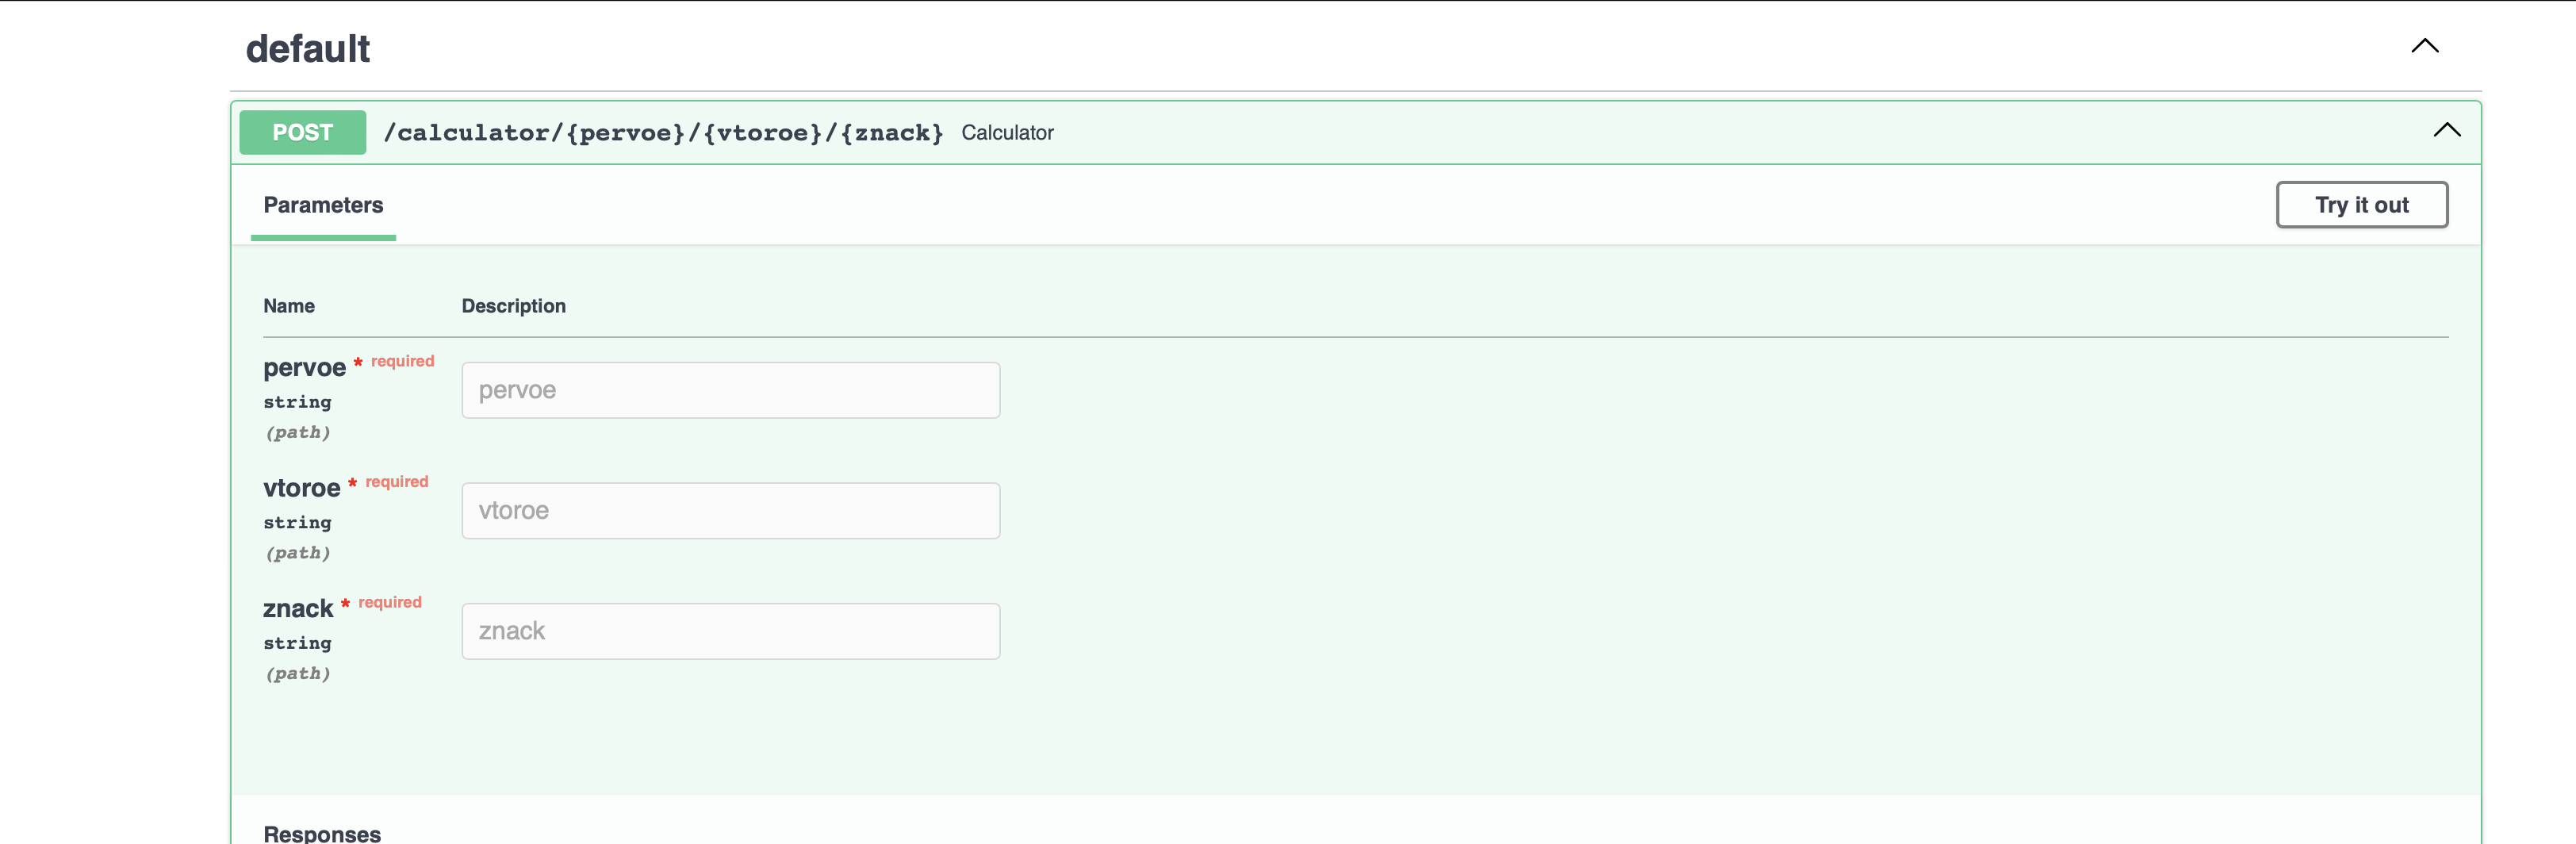 default
POST /calculator/{pervoe}/{vtoroe}/{znack} Calculator
Parameters Try it out
Name Description
pervoe * required
pervoe
string
(path)
vtoroe * required
vtoroe
string
(path)
znack * required
znack
string
(path)
Responses